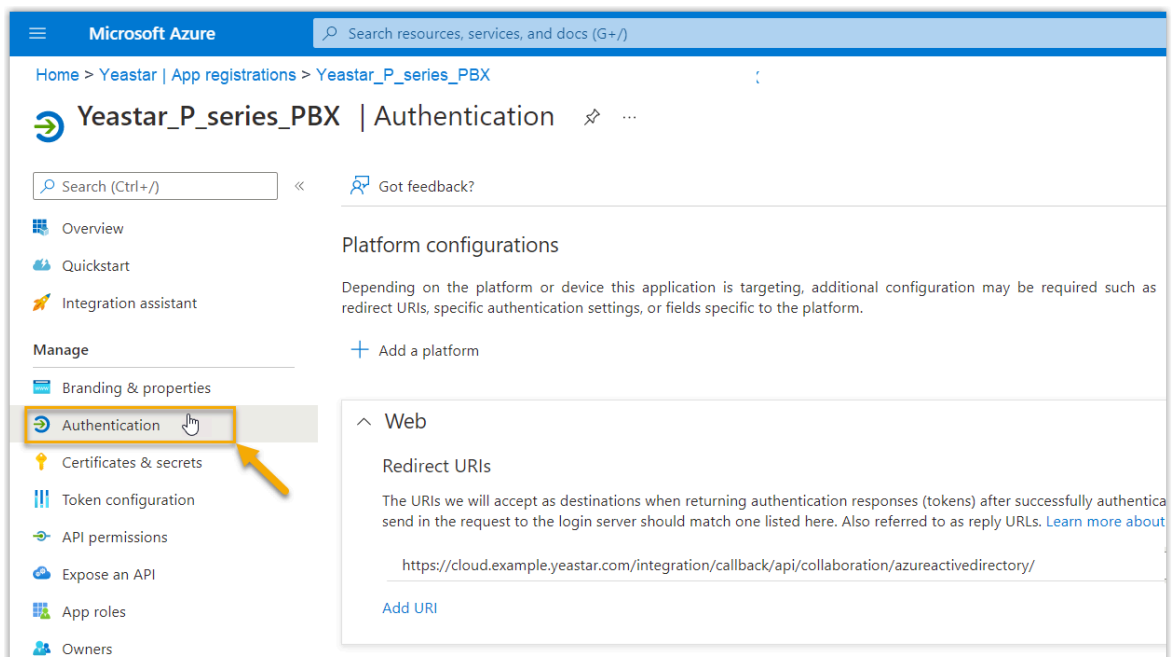 Microsoft Azure
Search resources, services, and docs (G+/)
Home > Yeastar | App registrations > Yeastar_P_series_PBX
Yeastar_P_series_PBX | Authentication
Search (Ctrl+/)
Got feedback?
Overview
Quickstart
Integration assistant
Manage
Branding & properties
Authentication
Certificates & secrets
Token configuration
API permissions
Expose an API
App roles
Owners
Platform configurations
Depending on the platform or device this application is targeting, additional configuration may be required such as
redirect URIs, specific authentication settings, or fields specific to the platform.
Add a platform
Web
Redirect URIs
The URIs we will accept as destinations when returning authentication responses (tokens) after successfully authentica
send in the request to the login server should match one listed here. Also referred to as reply URLs. Learn more about
https://cloud.example.yeastar.com/integration/callback/api/collaboration/azureactivedirectory/
Add URI